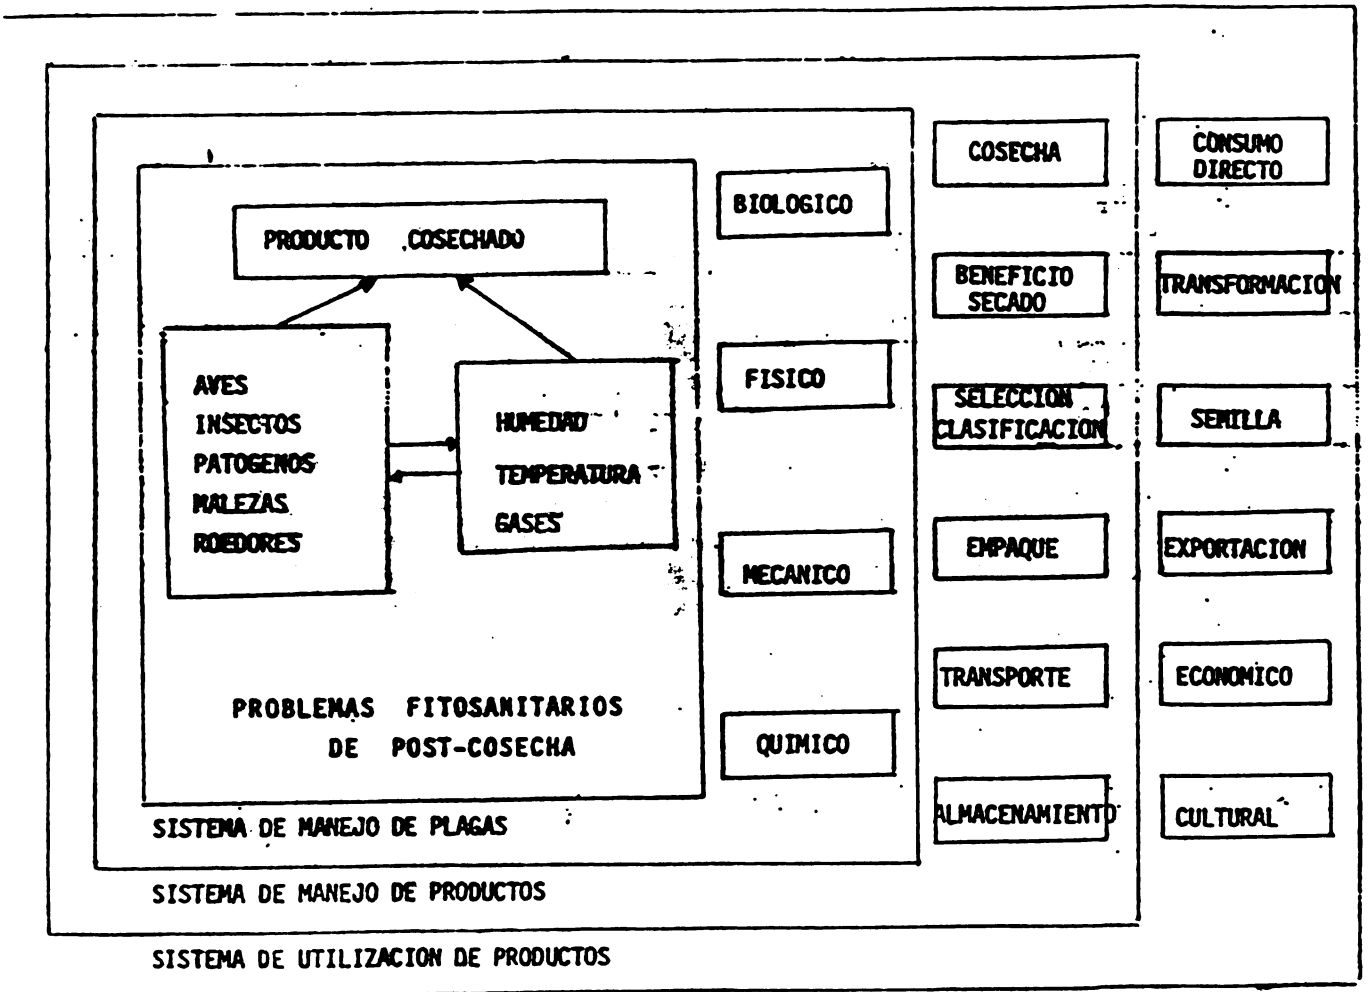 PRODUCTO COSECHADO
AVES
INSECTOS
PATOGENOS
MALEZAS
ROEDORES
HUMEDAD
TEMPERATURA
GASES
PROBLEMAS FITOSANITARIOS
DE POST-COSECHA
BIOLOGICO
FISICO
MECANICO
QUIMICO
SISTEMA DE MANEJO DE PLAGAS
COSECHA
BENEFICIO
SECADO
SELECCION
CLASIFICACION
EMPAQUE
TRANSPORTE
ALMACENAMIENTO
SISTEMA DE MANEJO DE PRODUCTOS
CONSUMO
DIRECTO
TRANSFORMACION
SEMILLA
EXPORTACION
ECONOMICO
CULTURAL
SISTEMA DE UTILIZACION DE PRODUCTOS